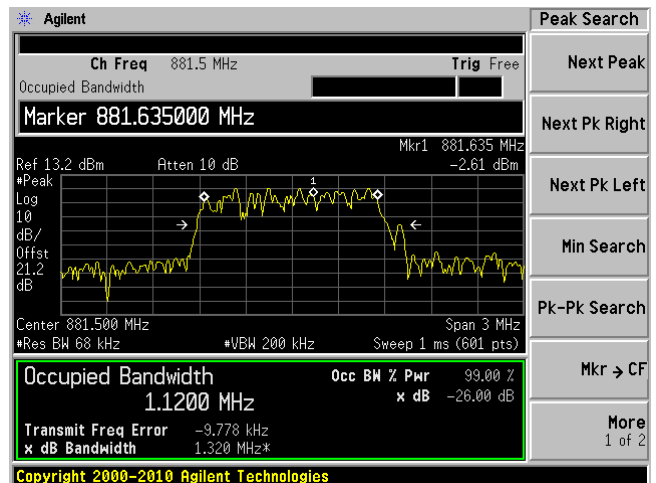 Agilent
Peak Search
Ch Freq 881.5 MHz Trig Free
Occupied Bandwidth
Marker 881.635000 MHz
Mkr1 881.635 MHz
Ref 13.2 dBm Atten 10 dB -2.61 dBm
#Peak
Log
10
dB/
Offst
21.2
dB
1
Center 881.500 MHz Span 3 MHz
#Res BW 68 kHz #VBW 200 kHz Sweep 1 ms (601 pts)
Occupied Bandwidth Occ BW % Pwr 99.00 %
1.1200 MHz x dB -26.00 dB
Transmit Freq Error -9.778 kHz
x dB Bandwidth 1.320 MHz*
Copyright 2000-2010 Agilent Technologies
Next Peak
Next Pk Right
Next Pk Left
Min Search
Pk-Pk Search
Mkr → CF
More
1 of 2